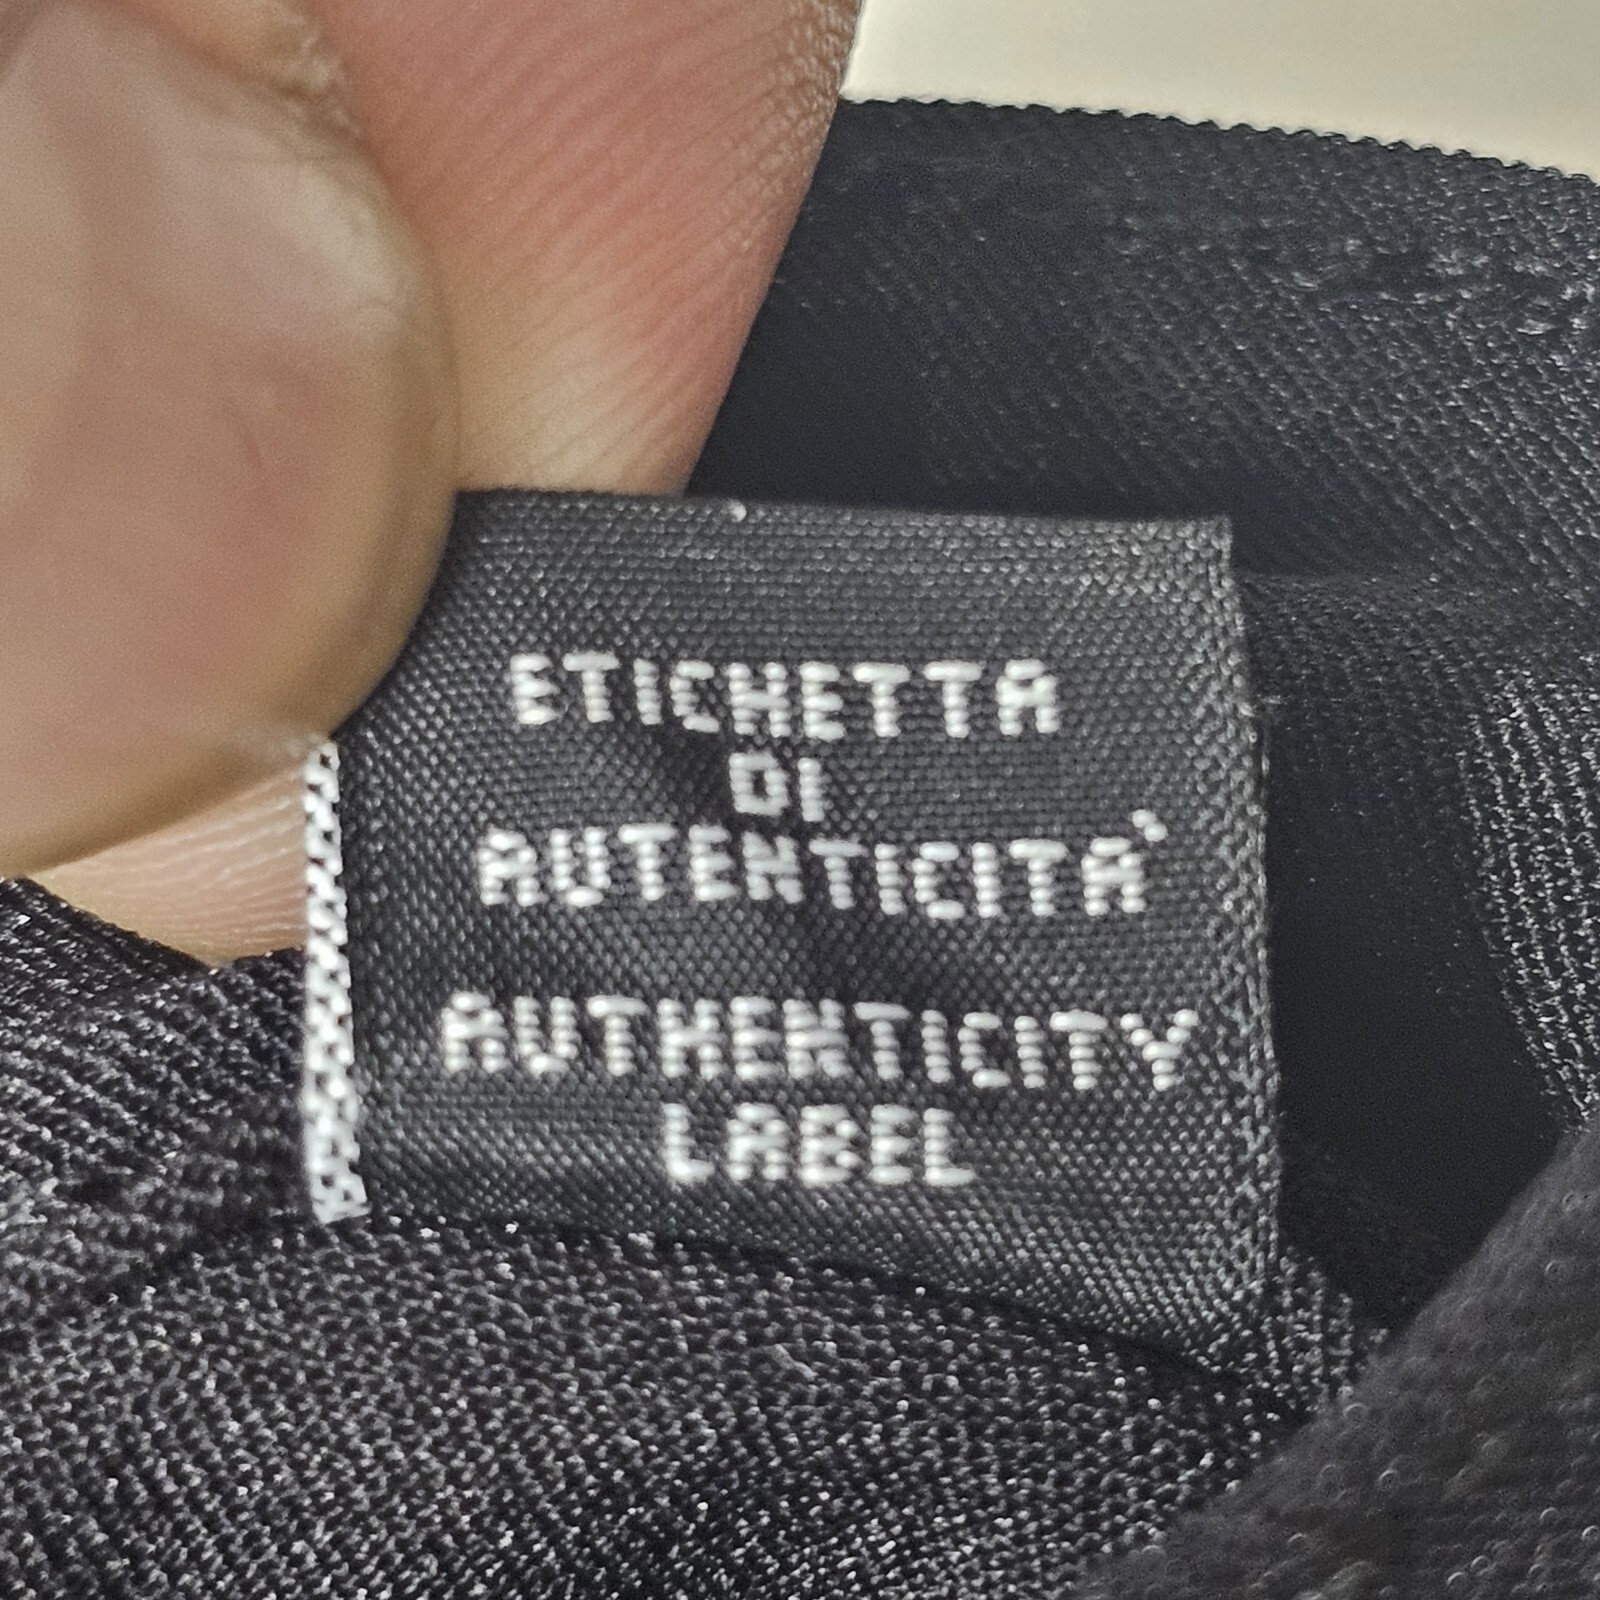 ETICHETTA
DI
AUTENTICITA`
AUTHENTICITY
LABEL